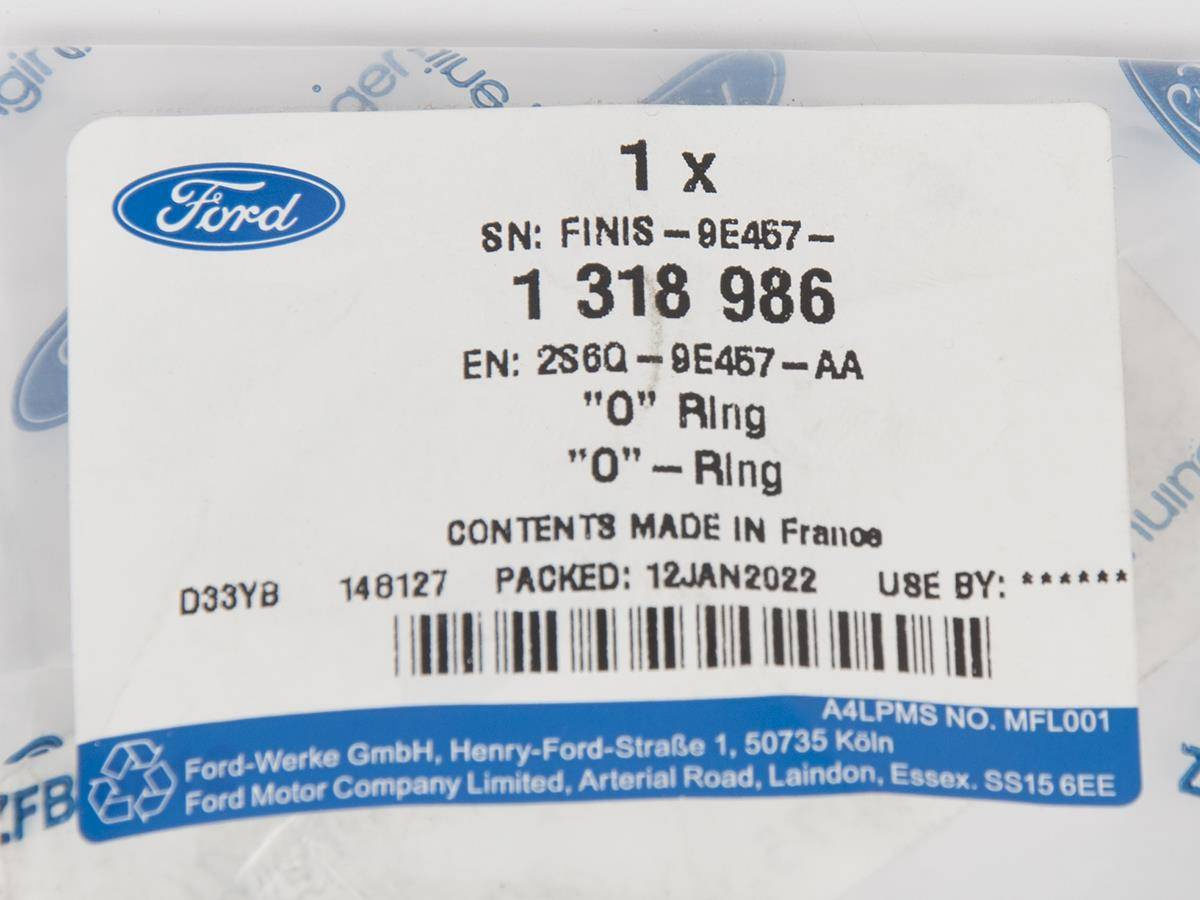 genuine
Ford
1 x
SN: FINIS-9E457-
1 318 986
EN: 2S6Q-9E457-AA
"O" Ring
"O"-Ring
CONTENTS MADE IN France
D33YB 148127 PACKED: 12JAN2022 USE BY: ******
A4LPMS NO. MFL001
Ford-Werke GmbH, Henry-Ford-Straße 1, 50735 Köln
Ford Motor Company Limited, Arterial Road, Laindon, Essex. SS15 6EE